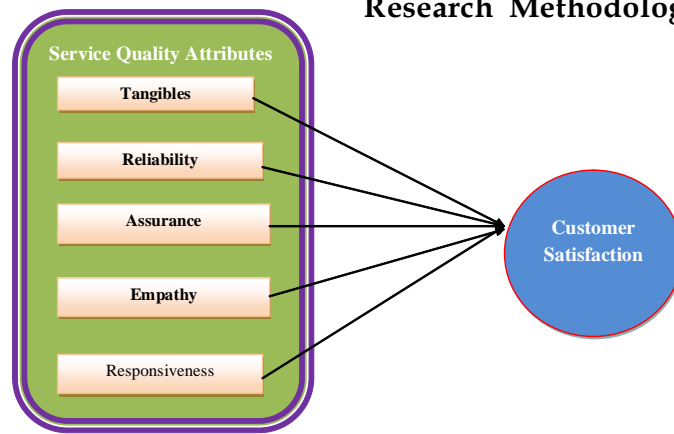 Research Methodolog
Service Quality Attributes
Tangibles
Reliability
Assurance
Empathy
Responsiveness
Customer
Satisfaction